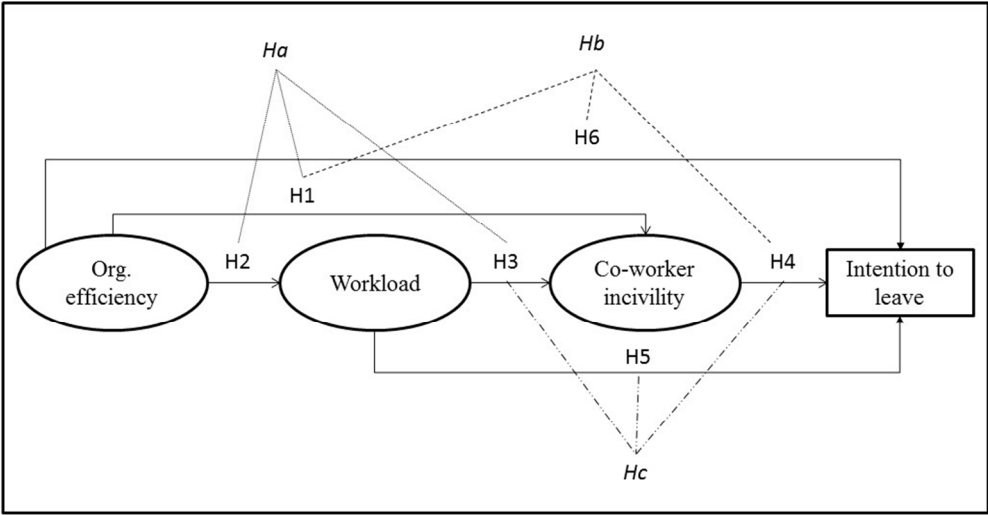 Ha
Hb
H6
H1
H2
H3
H4
Org.
efficiency
Workload
Co-worker
incivility
Intention to
leave
H5
Hc